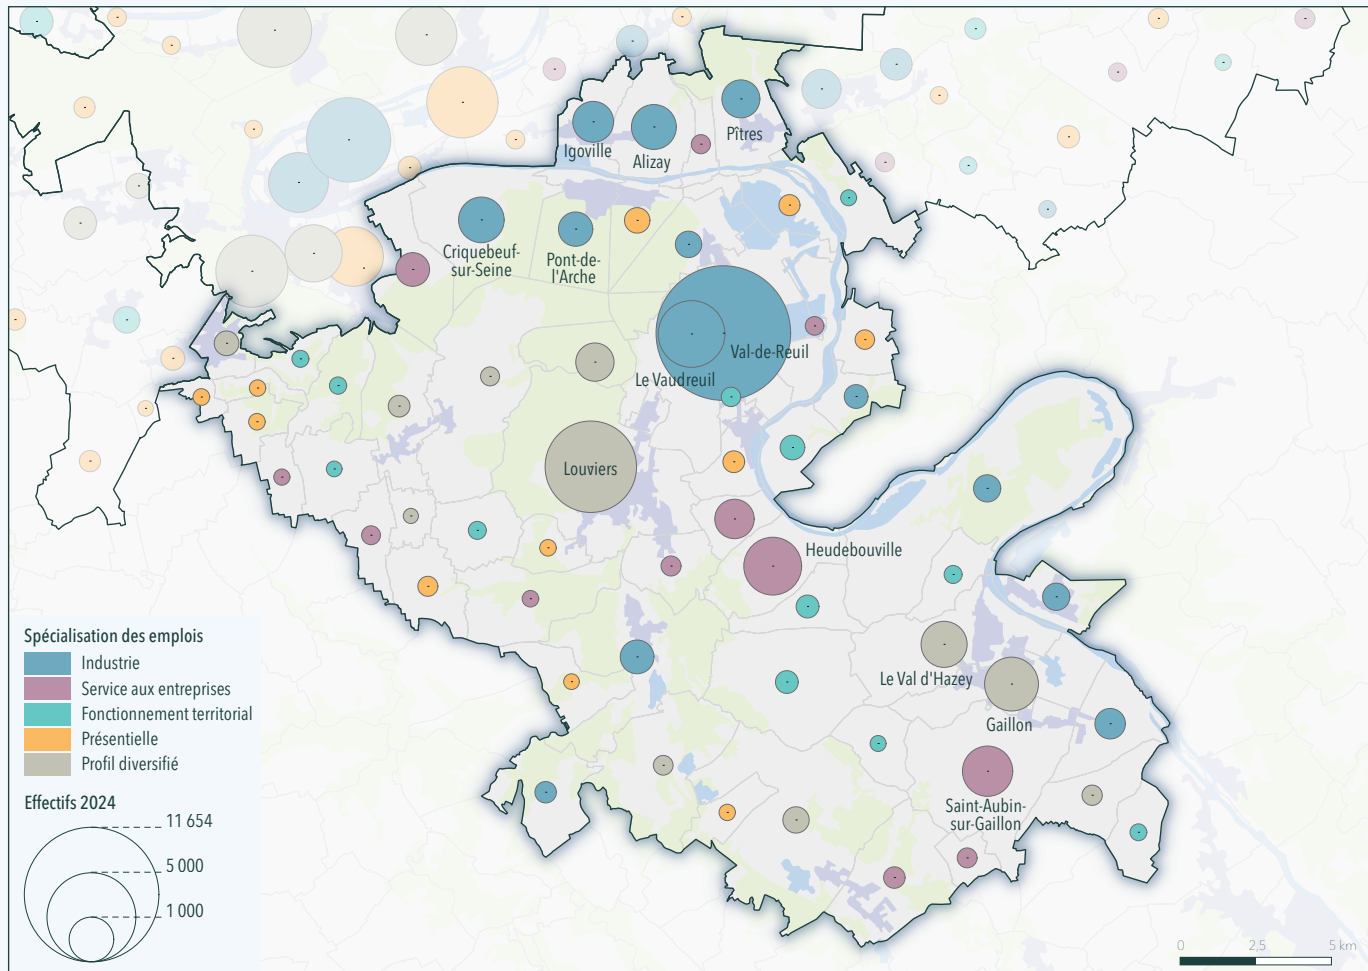 Igoville
Alizay
Pîtres
Criquebeuf-
sur-Seine
Pont-de-
l'Arche
Val-de-Reuil
Le Vaudreuil
Louviers
Heudebouville
Le Val d'Hazey
Gaillon
Saint-Aubin-
sur-Gaillon
Spécialisation des emplois
Industrie
Service aux entreprises
Fonctionnement territorial
Présentielle
Profil diversifié
Effectifs 2024
11 654
5 000
1 000
0 2,5 5 km